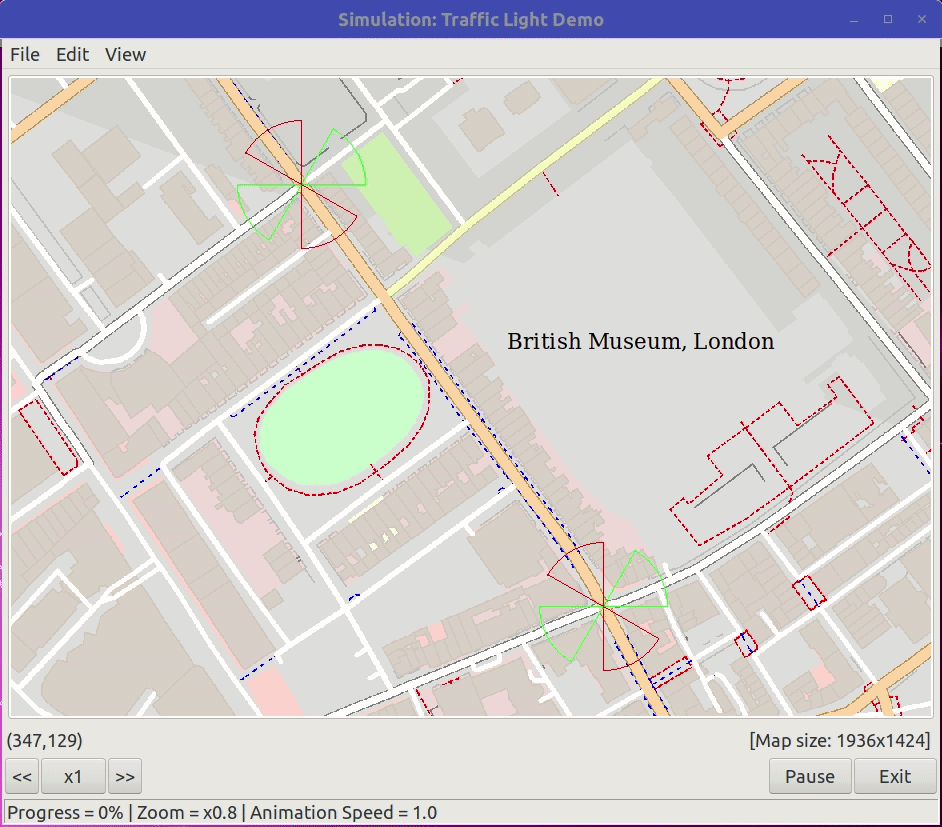 Simulation: Traffic Light Demo
File Edit View
British Museum, London
(347,129) [Map size: 1936x1424]
<< x1 >> Pause Exit
Progress = 0% | Zoom = x0.8 | Animation Speed = 1.0